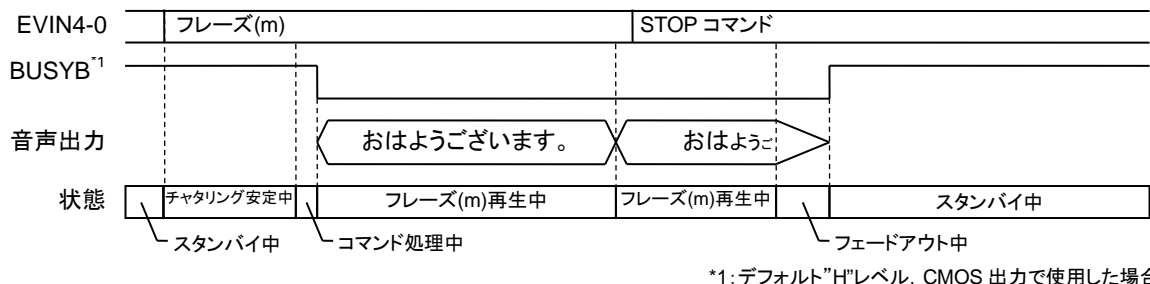 EVIN4-0 フレーズ(m) STOP コマンド
BUSYB*1
音声出力 おはようございます。 おはようご
状態 チャタリング安定中 フレーズ(m)再生中 フレーズ(m)再生中 スタンバイ中
スタンバイ中 コマンド処理中 フェードアウト中
*1:デフォルト”H”レベル, CMOS 出力で使用した場合